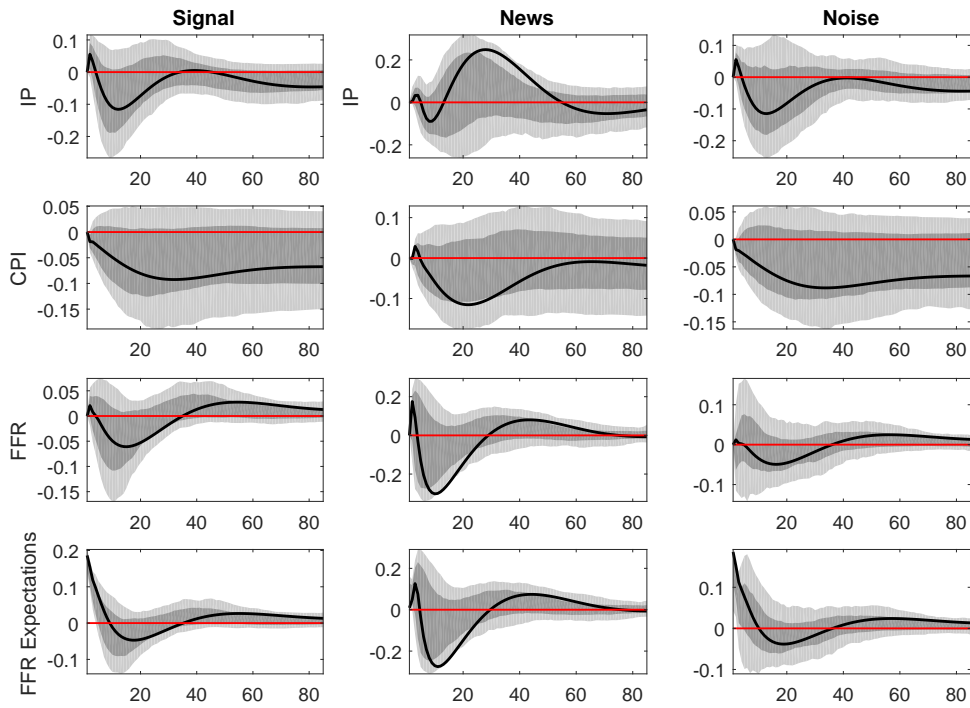 Signal News Noise
0.1 0 -0.1 -0.2 IP 20 40 60 80
0.2 0 -0.2 IP 20 40 60 80
0.1 0 -0.1 -0.2 20 40 60 80
0.05 0 -0.05 -0.1 -0.15 CPI 20 40 60 80
0.1 0 -0.1 20 40 60 80
0.05 0 -0.05 -0.1 -0.15 20 40 60 80
0.05 0 -0.05 -0.1 -0.15 FFR 20 40 60 80
0.2 0 -0.2 20 40 60 80
0.1 0 -0.1 20 40 60 80
0.2 0.1 0 -0.1 FFR Expectations 20 40 60 80
0.2 0 -0.2 20 40 60 80
0.1 0 -0.1 20 40 60 80